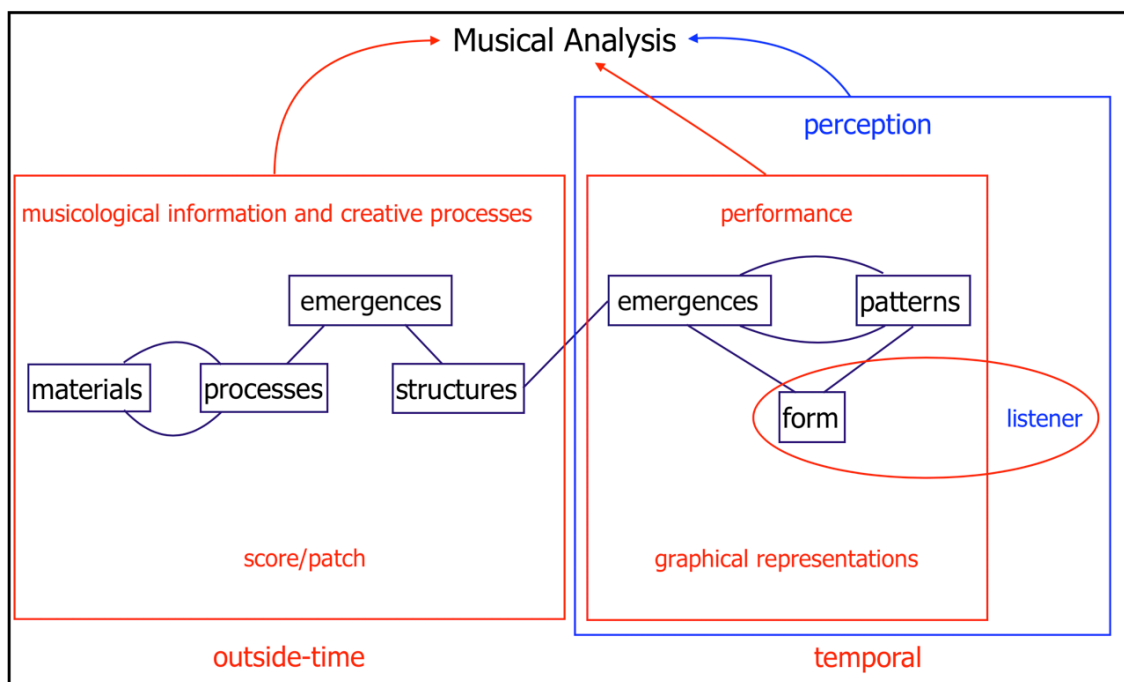 Musical Analysis
perception
musicological information and creative processes
performance
emergences
emergences
patterns
materials
processes
structures
form
listener
score/patch
graphical representations
outside-time
temporal